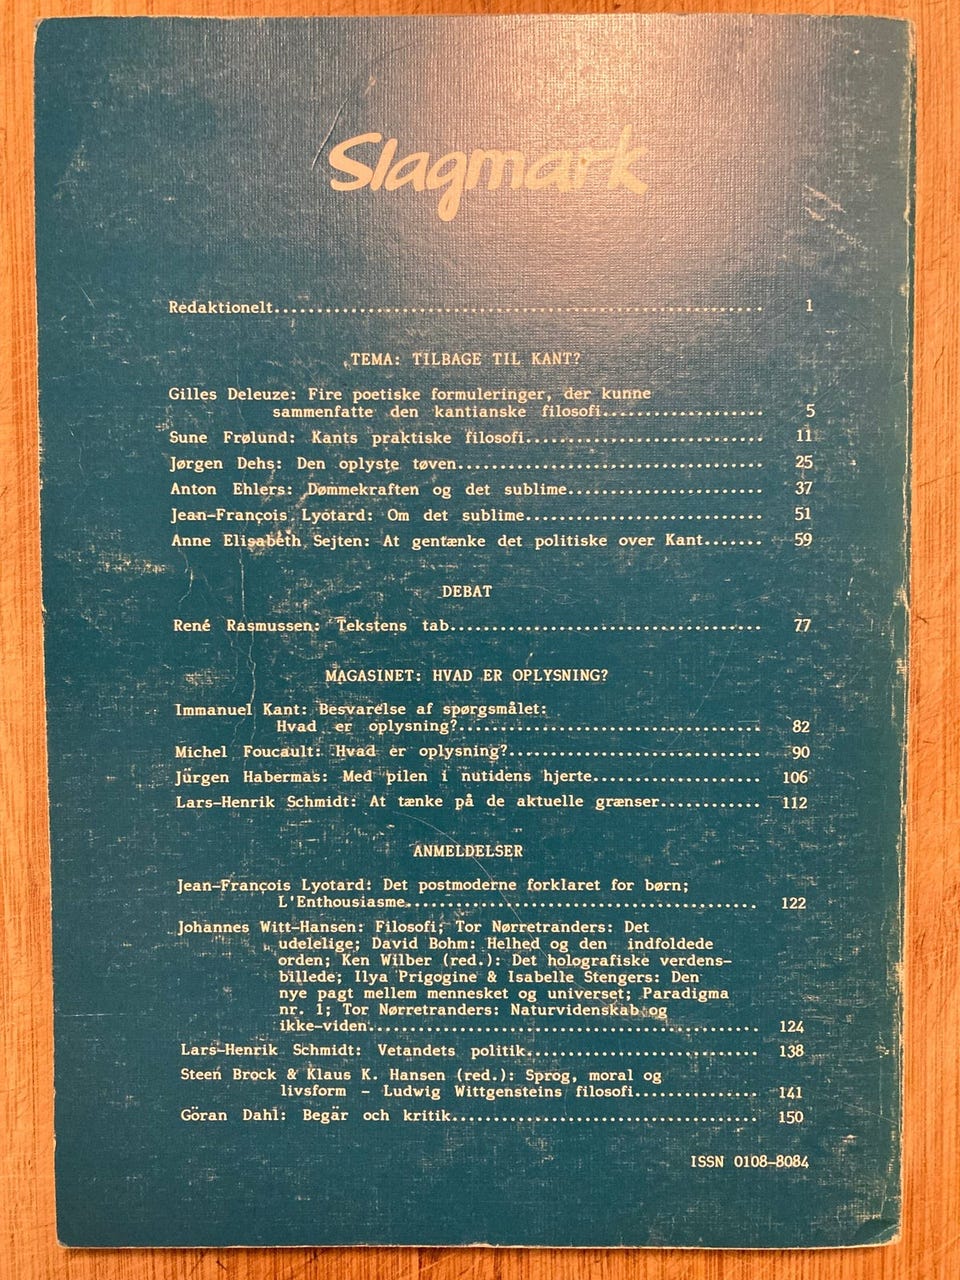 Slagmark
Redaktionelt.......................................................... 1
TEMA: TILBAGE TIL KANT?
Gilles Deleuze: Fire poetiske formuleringer, der kunne
sammenfatte den kantianske filosofi................... 5
Sune Frølund: Kants praktiske filosofi............................ 11
Jørgen Dehs: Den oplyste tøven.................................... 25
Anton Ehlers: Dømmekraften og det sublime....................... 37
Jean-François Lyotard: Om det sublime............................ 51
Anne Elisabeth Sejten: At gentænke det politiske over Kant....... 59
DEBAT
René Rasmussen: Tekstens tab..................................... 77
MAGASINET: HVAD ER OPLYSNING?
Immanuel Kant: Besvarelse af spørgsmålet:
Hvad er oplysning?.................................... 82
Michel Foucault: Hvad er oplysning?.............................. 90
Jürgen Habermas: Med pilen i nutidens hjerte.................... 106
Lars-Henrik Schmidt: At tænke på de aktuelle grænser............ 112
ANMELDELSER
Jean-François Lyotard: Det postmoderne forklaret for børn;
L'Enthousiasme.......................................... 122
Johannes Witt-Hansen: Filosofi; Tor Nørretranders: Det
udelelige; David Bohm: Helhed og den indfoldede
orden; Ken Wilber (red.): Det holografiske verdens-
billede; Ilya Prigogine & Isabelle Stengers: Den
nye pagt mellem mennesket og universet; Paradigma
nr. 1; Tor Nørretranders: Naturvidenskab og
ikke-viden.............................................. 124
Lars-Henrik Schmidt: Vetandets politik........................... 138
Steen Brock & Klaus K. Hansen (red.): Sprog, moral og
livsform - Ludwig Wittgensteins filosofi............... 141
Göran Dahl: Begär och kritik..................................... 150
ISSN 0108-8084